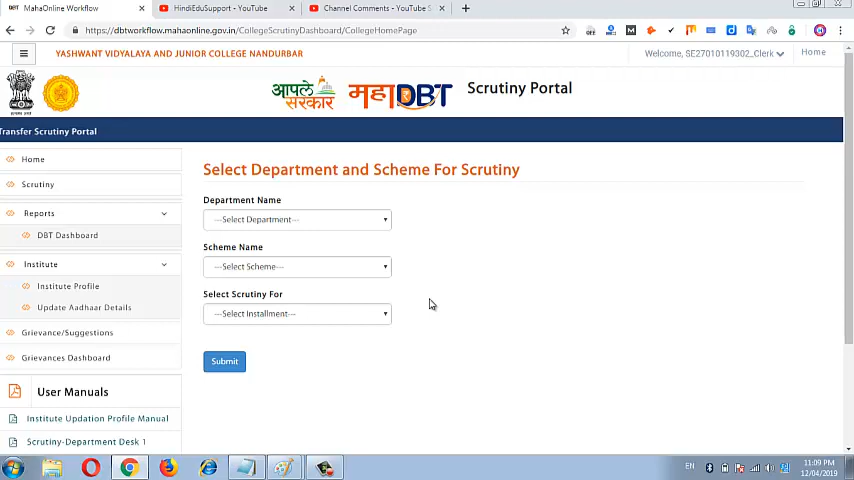 MahaOnline Workflow
HindiEduSupport - YouTube
Channel Comments - YouTube S
https://dbtworkflow.mahaonline.gov.in/CollegeScrutinyDashboard/CollegeHomePage
YASHWANT VIDYALAYA AND JUNIOR COLLEGE NANDURBAR
Welcome, SE27010119302_Clerk
Home
आपले सरकार
महाDBT
Scrutiny Portal
Transfer Scrutiny Portal
Home
Scrutiny
Reports
DBT Dashboard
Institute
Institute Profile
Update Aadhaar Details
Grievance/Suggestions
Grievances Dashboard
User Manuals
Institute Updation Profile Manual
Scrutiny-Department Desk 1
Select Department and Scheme For Scrutiny
Department Name
---Select Department---
Scheme Name
---Select Scheme---
Select Scrutiny For
---Select Installment---
Submit
EN
11:09 PM
12/04/2019